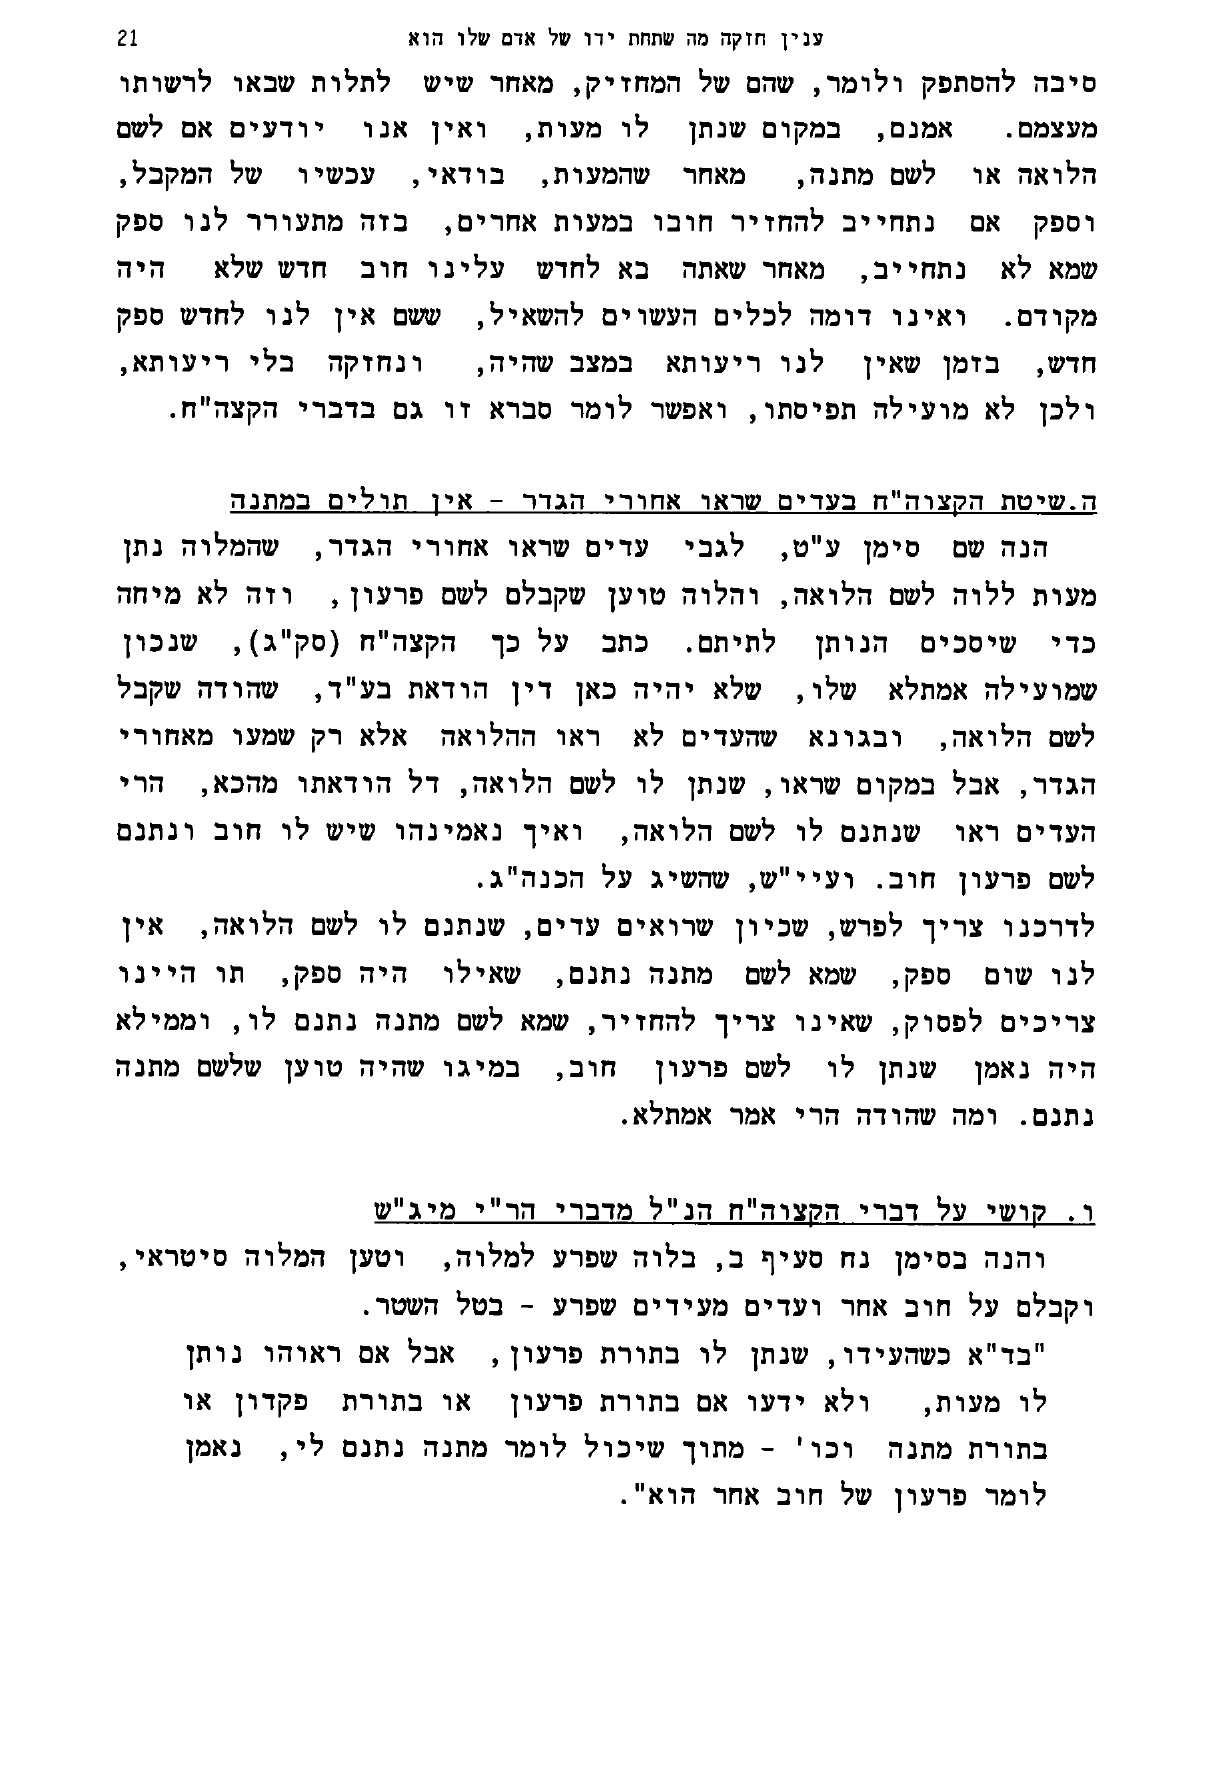 ענין חזקה מה שתחת ידו של אדם שלו הוא 21
סיבה להסתפק ולומר, שהם של המחזיק, מאחר שיש לתלות שבאו לרשותו
מעצמם. אמנם, במקום שנתן לו מעות, ואין אנו יודעים אם לשם
הלואה או לשם מתנה, מאחר שהמעות, בודאי, עכשיו של המקבל,
וספק אם נתחייב להחזיר חובו במעות אחרים, בזה מתעורר לנו ספק
שמא לא נתחייב, מאחר שאתה בא לחדש עלינו חוב חדש שלא היה
מקודם. ואינו דומה לכלים העשוים להשאיל, ששם אין לנו לחדש ספק
חדש, בזמן שאין לנו ריעותא במצב שהיה, ונחזקה בלי ריעותא,
ולכן לא מועילה תפיסתו, ואפשר לומר סברא זו גם בדברי הקצה"ח.
ה.שיטת הקצוה"ח בעדים שראו אחורי הגדר - אין תולים במתנה
הנה שם סימן ע"ט, לגבי עדים שראו אחורי הגדר, שהמלוה נתן
מעות ללוה לשם הלואה, והלוה טוען שקבלם לשם פרעון, וזה לא מיחה
כדי שיסכים הנותן לתיתם. כתב על כך הקצה"ח (סק"ג), שנכון
שמועילה אמתלא שלו, שלא יהיה כאן דין הודאת בע"ד, שהודה שקבל
לשם הלואה, ובגונא שהעדים לא ראו ההלואה אלא רק שמעו מאחורי
הגדר, אבל במקום שראו, שנתן לו לשם הלואה, דל הודאתו מהכא, הרי
העדים ראו שנתנם לו לשם הלואה, ואיך נאמינהו שיש לו חוב ונתנם
לשם פרעון חוב. ועיי"ש, שהשיג על הכנה"ג.
לדרכנו צריך לפרש, שכיון שרואים עדים, שנתנם לו לשם הלואה, אין
לנו שום ספק, שמא לשם מתנה נתנם, שאילו היה ספק, תו היינו
צריכים לפסוק, שאינו צריך להחזיר, שמא לשם מתנה נתנם לו, וממילא
היה נאמן שנתן לו לשם פרעון חוב, במיגו שהיה טוען שלשם מתנה
נתנם. ומה שהודה הרי אמר אמתלא.
ו. קושי על דברי הקצוה"ח הנ"ל מדברי הר"י מיג"ש
והנה בסימן נח סעיף ב, בלוה שפרע למלוה, וטען המלוה סיטראי,
וקבלם על חוב אחר ועדים מעידים שפרע - בטל השטר.
"בד"א כשהעידו, שנתן לו בתורת פרעון, אבל אם ראוהו נותן
לו מעות, ולא ידעו אם בתורת פרעון או בתורת פקדון או
בתורת מתנה וכו' - מתוך שיכול לומר מתנה נתנם לי, נאמן
לומר פרעון של חוב אחר הוא".